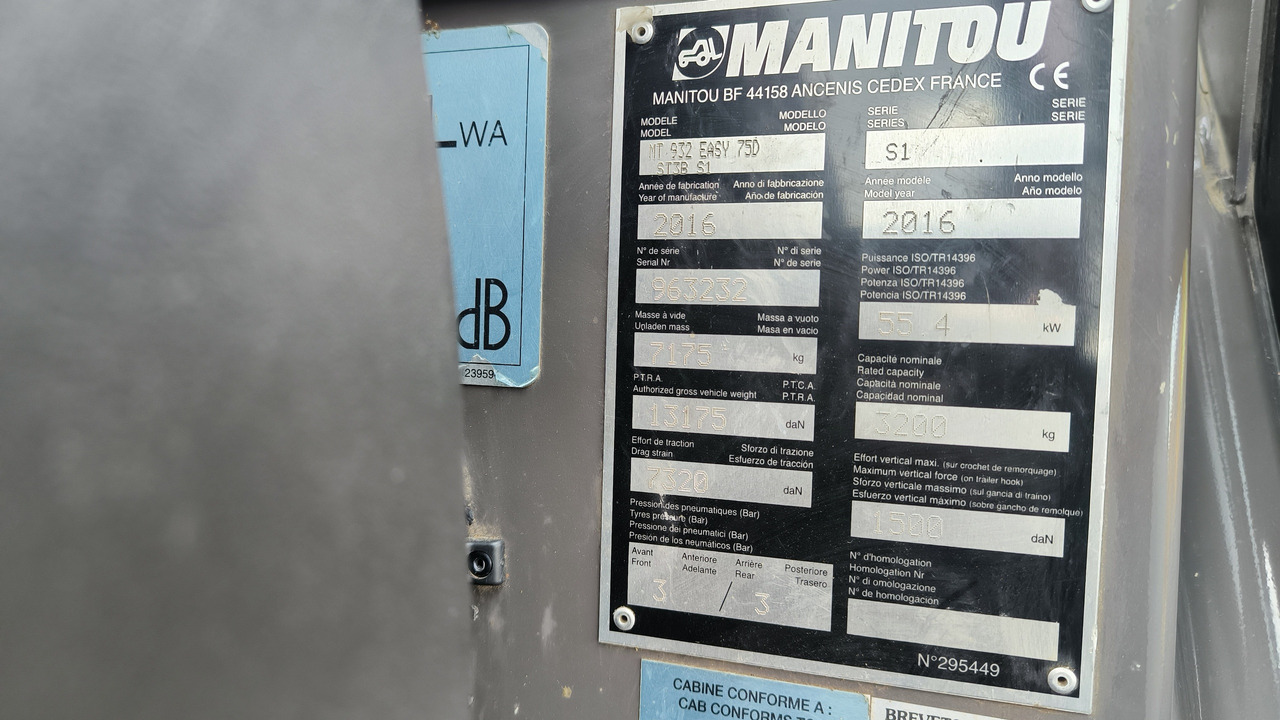 WA
dB
23959
MANITOU
MANITOU BF 44158 ANCENIS CEDEX FRANCE CE
MODELE MODELLO
MODEL MODELO
MT 932 EASY 75D
ST3B S1
Année de fabrication Anno di fabbricazione
Year of manufacture Año de fabricación
2016
N° de série N° di serie
Serial Nr N° de serie
963232
Masse à vide Massa a vuoto
Upladen mass Masa en vacio
7175 kg
P.T.R.A. P.T.C.A.
Authorized gross vehicle weight P.T.R.A.
13175 daN
Effort de traction Sforzo di trazione
Drag strain Esfuerzo de tracción
7320 daN
Pression des pneumatiques (Bar)
Tyres pressure (Bar)
Pressione dei pneumatici (Bar)
Presión de los neumáticos (Bar)
Avant Anteriore Arrière Posteriore
Front Adelante Rear Trasero
3 / 3
SERIE SERIE
SERIES SERIE
S1
Année modèle Anno modello
Model year Año modelo
2016
Puissance ISO/TR14396
Power ISO/TR14396
Potenza ISO/TR14396
Potencia ISO/TR14396
55 4 kW
Capacité nominale
Rated capacity
Capacità nominale
Capacidad nominal
3200 kg
Effort vertical maxi. (sur crochet de remorquage)
Maximum vertical force (on trailer hook)
Sforzo verticale massimo (sul gancia di traino)
Esfuerzo vertical máximo (sobre gancho de remolque)
1500 daN
N° d'homologation
Homologation Nr
N° di omologazione
N° de homologación
N°295449
CABINE CONFORME A :
CAB CONFORMS TO